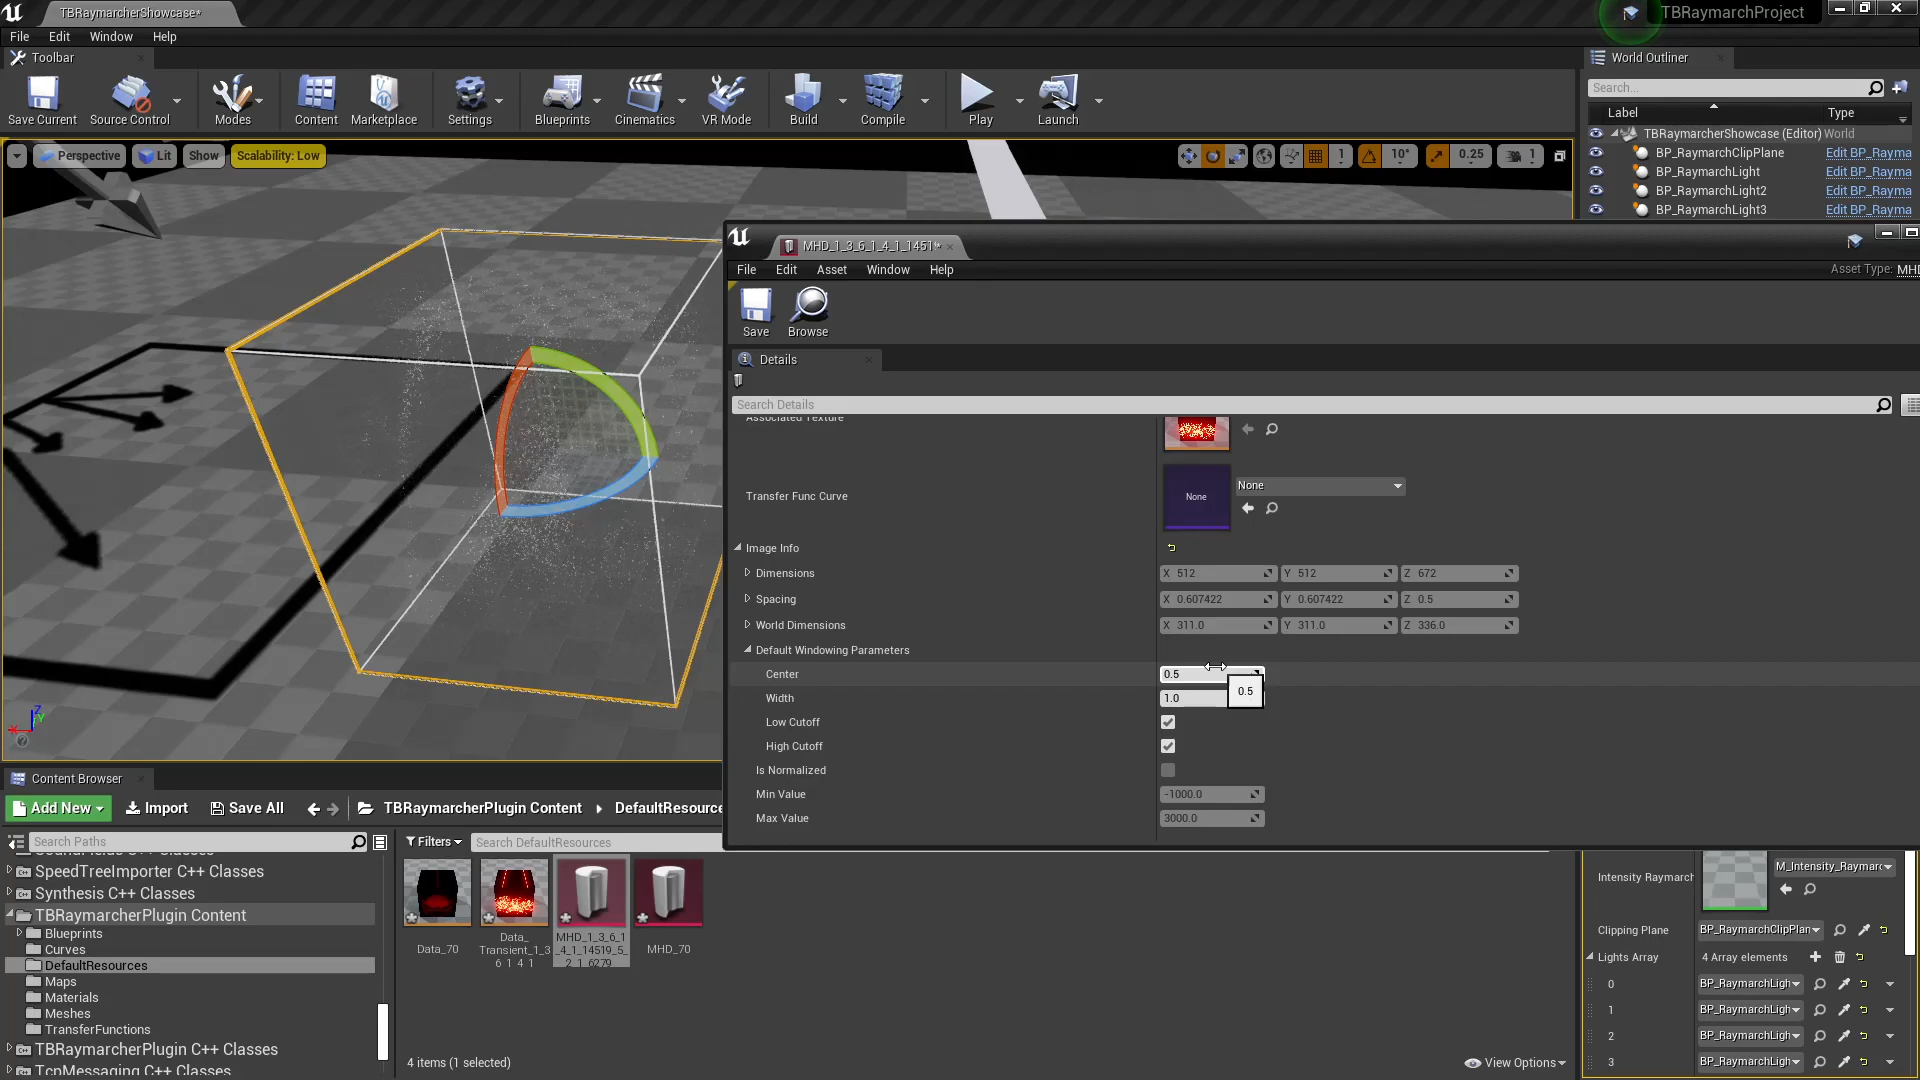 TBRaymarcherShowcase*
TBRaymarchProject
File Edit Window Help
Toolbar
World Outliner
Search...
Save Current
Source Control
Modes
Content
Marketplace
Settings
Blueprints
Cinematics
VR Mode
Build
Compile
Play
Launch
Label Type
TBRaymarcherShowcase (Editor) World
BP_RaymarchClipPlane Edit BP_Rayma
BP_RaymarchLight Edit BP_Rayma
BP_RaymarchLight2 Edit BP_Rayma
BP_RaymarchLight3 Edit BP_Rayma
Perspective Lit Show Scalability: Low
1 10° 0.25 1
MHD_1_3_6_1_4_1_1451*
File Edit Asset Window Help
Asset Type: MHD
Save Browse
Details
Search Details
Associated Texture
Transfer Func Curve
None
None
Image Info
Dimensions X 512 Y 512 Z 672
Spacing X 0.607422 Y 0.607422 Z 0.5
World Dimensions X 311.0 Y 311.0 Z 336.0
Default Windowing Parameters
Center 0.5
0.5
Width 1.0
Low Cutoff
High Cutoff
Is Normalized
Min Value -1000.0
Max Value 3000.0
Z
Y
X
Content Browser
Add New Import Save All TBRaymarcherPlugin Content DefaultResource
Search Paths
Filters Search DefaultResources
SpeedTreeImporter C++ Classes
Synthesis C++ Classes
TBRaymarcherPlugin Content
Blueprints
Curves
DefaultResources
Maps
Materials
Meshes
TransferFunctions
TBRaymarcherPlugin C++ Classes
TcpMessaging C++ Classes
Data_70
Data_
Transient_1_3
6_1_4_1
MHD_1_3_6_1
_4_1_14519_5_
2_1_6279
MHD_70
4 items (1 selected)
View Options
Intensity Raymarch
M_Intensity_Raymarc
Clipping Plane BP_RaymarchClipPlan
Lights Array 4 Array elements
0 BP_RaymarchLigh
1 BP_RaymarchLigh
2 BP_RaymarchLigh
3 BP_RaymarchLigh